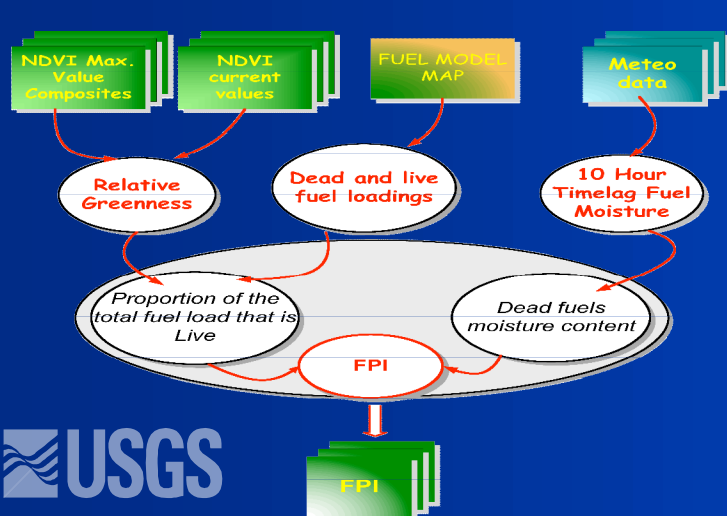 NDVI Max.
Value
Composites
NDVI
current
values
FUEL MODEL
MAP
Meteo
data
Relative
Greenness
Dead and live
fuel loadings
10 Hour
Timelag Fuel
Moisture
Proportion of the
total fuel load that is
Live
Dead fuels
moisture content
FPI
USGS
FPI